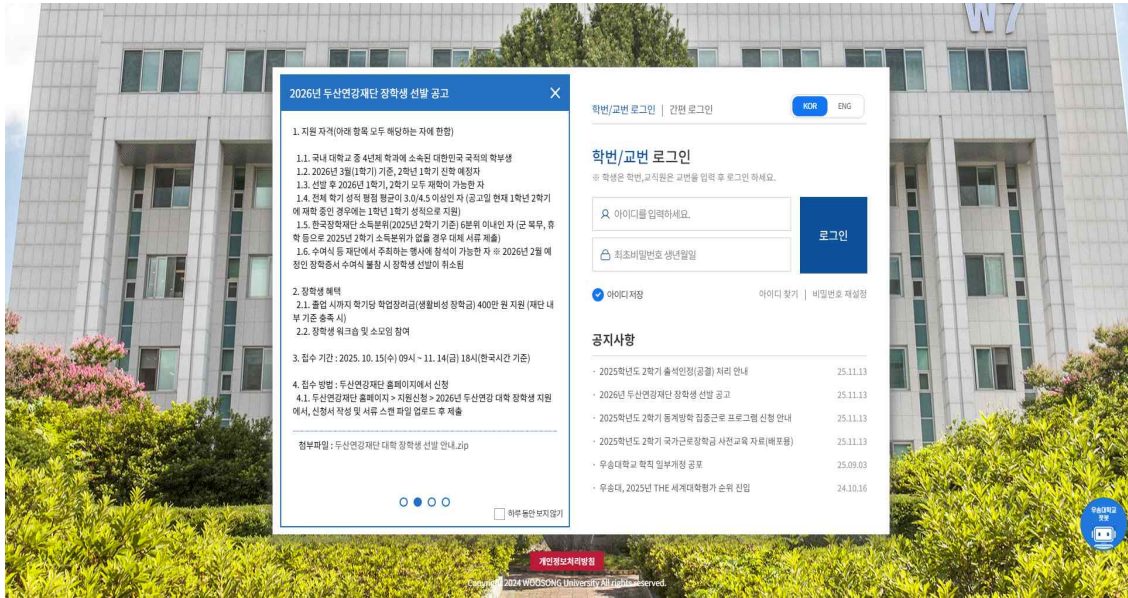 W7
2026년 두산연강재단 장학생 선발 공고
1. 지원 자격(아래 항목 모두 해당하는 자에 한함)
1.1. 국내 대학교 중 4년제 학과에 소속된 대한민국 국적의 학부생
1.2. 2026년 3월(1학기) 기준, 2학년 1학기 진학 예정자
1.3. 선발 후 2026년 1학기, 2학기 모두 재학이 가능한 자
1.4. 전체 학기 성적 평점 평균이 3.0/4.5 이상인 자 (공고일 현재 1학년 2학기
에 재학 중인 경우에는 1학년 1학기 성적으로 지원)
1.5. 한국장학재단 소득분위(2025년 2학기 기준) 6분위 이내인 자 (군 복무, 휴
학 등으로 2025년 2학기 소득분위가 없을 경우 대체 서류 제출)
1.6. 수여식 등 재단에서 주최하는 행사에 참석이 가능한 자 ※ 2026년 2월 예
정인 장학증서 수여식 불참 시 장학생 선발이 취소됨
2. 장학생 혜택
2.1. 졸업 시까지 학기당 학업장려금(생활비성 장학금) 400만 원 지원 (재단 내
부 기준 충족 시)
2.2. 장학생 워크숍 및 소모임 참여
3. 접수 기간 : 2025. 10. 15(수) 09시 ~ 11. 14(금) 18시(한국시간 기준)
4. 접수 방법 : 두산연강재단 홈페이지에서 신청
4.1. 두산연강재단 홈페이지 > 지원신청 > 2026년 두산연강 대학 장학생 지원
에서, 신청서 작성 및 서류 스캔 파일 업로드 후 제출
첨부파일 : 두산연강재단 대학 장학생 선발 안내.zip
하루 동안 보지 않기
학번/교번 로그인 | 간편 로그인
KOR ENG
학번/교번 로그인
※ 학생은 학번,교직원은 교번을 입력 후 로그인 하세요.
아이디를 입력하세요.
최초비밀번호 생년월일
로그인
아이디 저장
아이디 찾기 | 비밀번호 재설정
공지사항
· 2025학년도 2학기 출석인정(공결) 처리 안내 25.11.13
· 2026년 두산연강재단 장학생 선발 공고 25.11.13
· 2025학년도 2학기 동계방학 집중근로 프로그램 신청 안내 25.11.13
· 2025학년도 2학기 국가근로장학금 사전교육 자료(배포용) 25.11.13
· 우송대학교 학칙 일부개정 공포 25.09.03
· 우송대, 2025년 THE 세계대학평가 순위 진입 24.10.16
우송대학교
챗봇
개인정보처리방침
Copyright 2024 WOOSONG University All rights reserved.